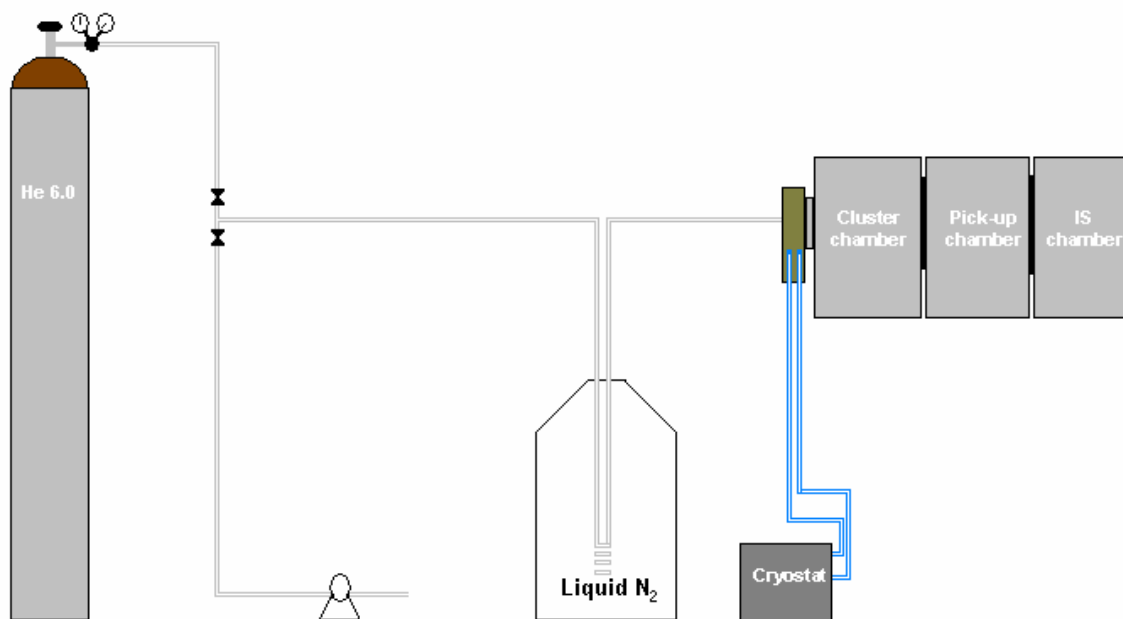 He 6.0
Cluster
chamber
Pick-up
chamber
IS
chamber
Liquid N₂
Cryostat